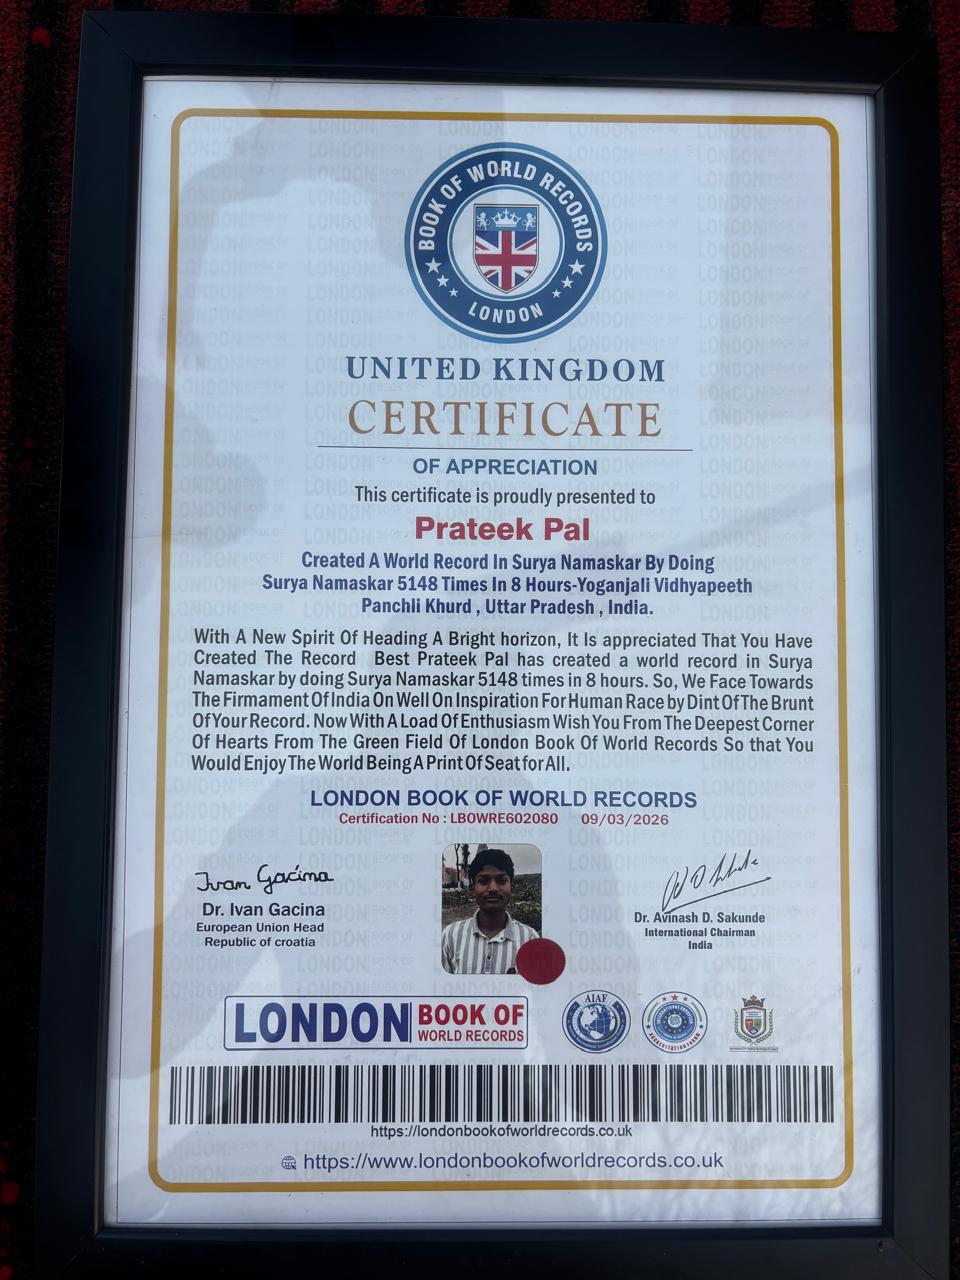 BOOK OF WORLD RECORDS
LONDON
UNITED KINGDOM
CERTIFICATE
OF APPRECIATION
This certificate is proudly presented to
Prateek Pal
Created A World Record In Surya Namaskar By Doing
Surya Namaskar 5148 Times In 8 Hours-Yoganjali Vidhyapeeth
Panchli Khurd , Uttar Pradesh , India.
With A New Spirit Of Heading A Bright horizon, It Is appreciated That You Have
Created The Record Best Prateek Pal has created a world record in Surya
Namaskar by doing Surya Namaskar 5148 times in 8 hours. So, We Face Towards
The Firmament Of India On Well On Inspiration For Human Race by Dint Of The Brunt
Of Your Record. Now With A Load Of Enthusiasm Wish You From The Deepest Corner
Of Hearts From The Green Field Of London Book Of World Records So that You
Would Enjoy The World Being A Print Of Seat for All.
LONDON BOOK OF WORLD RECORDS
Certification No : LBOWRE602080 09/03/2026
Ivan Gacina
Dr. Ivan Gacina
European Union Head
Republic of croatia
Dr. Avinash D. Sakunde
International Chairman
India
LONDON BOOK OF
WORLD RECORDS
AIAF
https://londonbookofworldrecords.co.uk
https://www.londonbookofworldrecords.co.uk